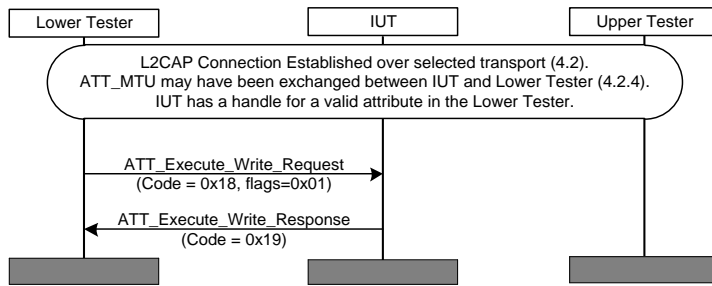 Lower Tester
IUT
Upper Tester
L2CAP Connection Established over selected transport (4.2).
ATT_MTU may have been exchanged between IUT and Lower Tester (4.2.4).
IUT has a handle for a valid attribute in the Lower Tester.
ATT_Execute_Write_Request
(Code = 0x18, flags=0x01)
ATT_Execute_Write_Response
(Code = 0x19)